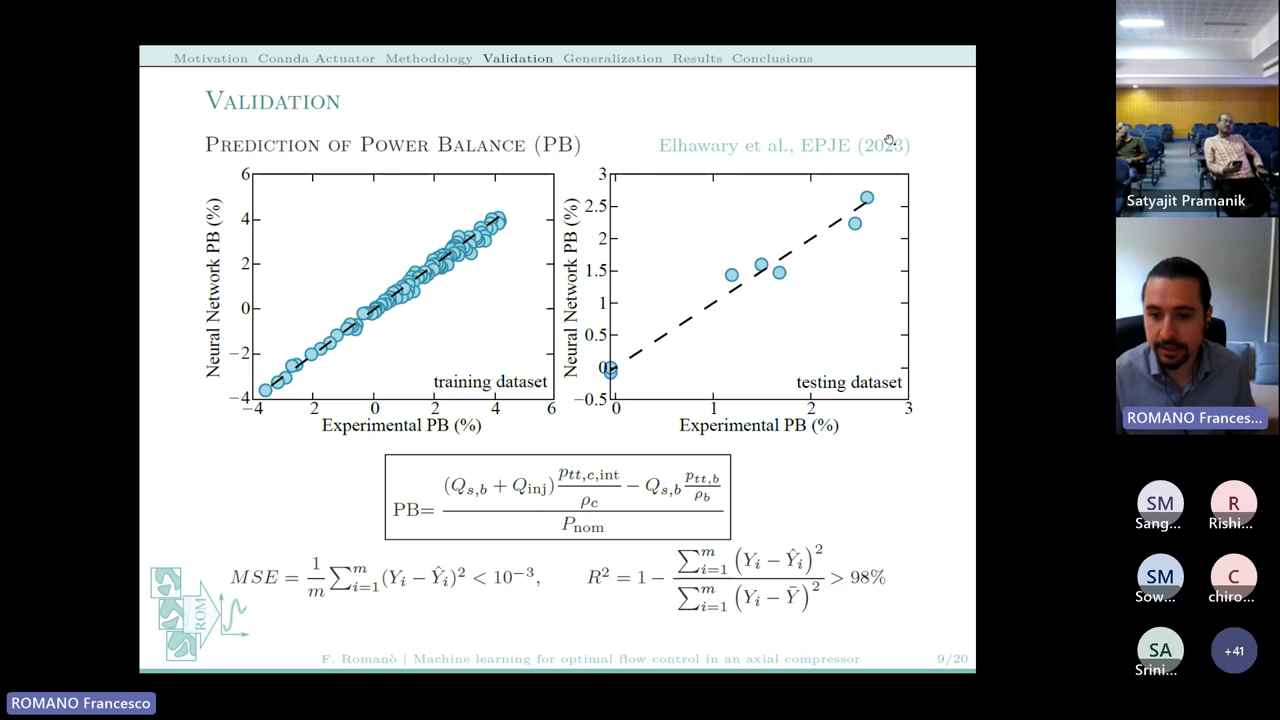 Motivation Coanda Actuator Methodology Validation Generalization Results Conclusions
Validation
Prediction of Power Balance (PB)
Elhawary et al., EPJE (2023)
Neural Network PB (%)
6
4
2
0
−2
−4
−4 2 0 2 4 6
Experimental PB (%)
training dataset
Neural Network PB (%)
3
2.5
2
1.5
1
0.5
0
−0.5
0 1 2 3
Experimental PB (%)
testing dataset
PB= ((Q_{s,b} + Q_{inj}) p_{tt,c,int}/ρ_c − Q_{s,b} p_{tt,b}/ρ_b) / P_{nom}
MSE = 1/m ∑_{i=1}^{m} (Y_i − Ŷ_i)² < 10^{−3},
R² = 1 − ∑_{i=1}^{m} (Y_i − Ŷ_i)² / ∑_{i=1}^{m} (Y_i − Ȳ)² > 98%
ROM
F. Romanò | Machine learning for optimal flow control in an axial compressor
9/20
Satyajit Pramanik
ROMANO Frances...
SM
Sang...
R
Rishi...
SM
Sow...
C
chiro...
SA
Srini...
+41
ROMANO Francesco